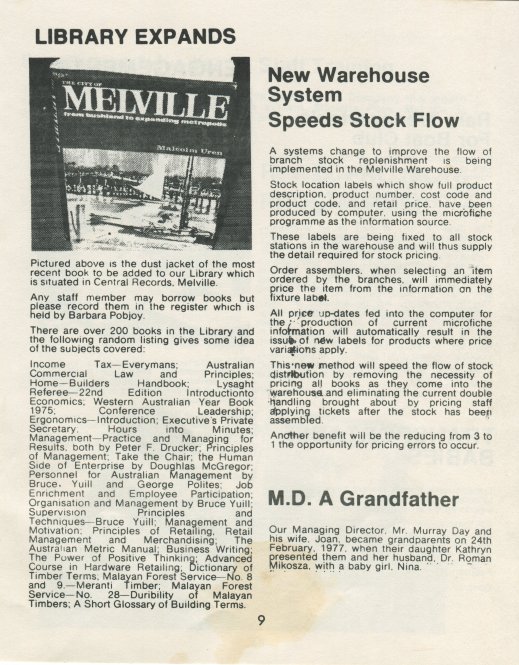 LIBRARY EXPANDS
THE CITY OF
MELVILLE
from bushland to expanding metropolis
Malcolm Uren
Pictured above is the dust jacket of the most
recent book to be added to our Library which
is situated in Central Records, Melville.
Any staff member may borrow books but
please record them in the register which is
held by Barbara Pobjoy.
There are over 200 books in the Library and
the following random listing gives some idea
of the subjects covered:
Income Tax—Everymans; Australian
Commercial Law and Principles;
Home—Builders Handbook; Lysaght
Referee—22nd Edition Introductionto
Economics; Western Australian Year Book
1975; Conference Leadership;
Ergonomics—Introduction; Executive's Private
Secretary. Hours into Minutes;
Management—Practice and Managing for
Results, both by Peter F. Drucker; Principles
of Management; Take the Chair; the Human
Side of Enterprise by Doughlas McGregor;
Personnel for Australian Management by
Bruce, Yuill and George Polites; Job
Enrichment and Employee Participation;
Organisation and Management by Bruce Yuill;
Supervision Principles and
Techniques—Bruce Yuill; Management and
Motivation; Principles of Retailing, Retail
Management and Merchandising; The
Australian Metric Manual; Business Writing;
The Power of Positive Thinking; Advanced
Course in Hardware Retailing; Dictionary of
Timber Terms; Malayan Forest Service—No. 8
and 9.—Meranti Timber; Malayan Forest
Service—No. 28—Duribility of Malayan
Timbers; A Short Glossary of Building Terms.
New Warehouse
System
Speeds Stock Flow
A systems change to improve the flow of
branch stock replenishment is being
implemented in the Melville Warehouse.
Stock location labels which show full product
description, product number, cost code and
product code, and retail price, have been
produced by computer, using the microfiche
programme as the information source.
These labels are being fixed to all stock
stations in the warehouse and will thus supply
the detail required for stock pricing.
Order assemblers, when selecting an item
ordered by the branches, will immediately
price the item from the information on the
fixture label.
All price up-dates fed into the computer for
the production of current microfiche
information will automatically result in the
issue of new labels for products where price
variations apply.
This new method will speed the flow of stock
distribution by removing the necessity of
pricing all books as they come into the
warehouse and eliminating the current double
handling brought about by pricing staff
applying tickets after the stock has been
assembled.
Another benefit will be the reducing from 3 to
1 the opportunity for pricing errors to occur.
M.D. A Grandfather
Our Managing Director, Mr. Murray Day and
his wife, Joan, became grandparents on 24th
February, 1977, when their daughter Kathryn
presented them and her husband, Dr. Roman
Mikosza, with a baby girl, Nina.
9